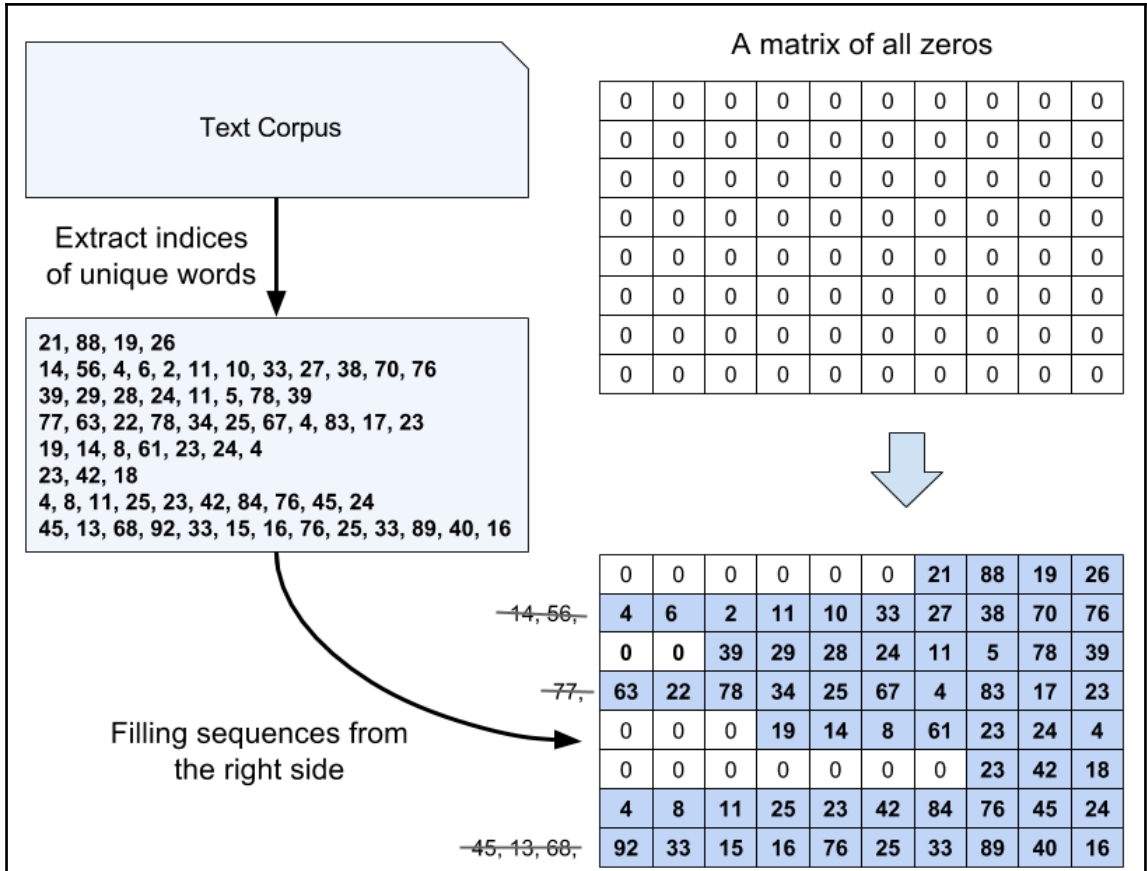 Text Corpus
Extract indices
of unique words
21, 88, 19, 26
14, 56, 4, 6, 2, 11, 10, 33, 27, 38, 70, 76
39, 29, 28, 24, 11, 5, 78, 39
77, 63, 22, 78, 34, 25, 67, 4, 83, 17, 23
19, 14, 8, 61, 23, 24, 4
23, 42, 18
4, 8, 11, 25, 23, 42, 84, 76, 45, 24
45, 13, 68, 92, 33, 15, 16, 76, 25, 33, 89, 40, 16
Filling sequences from
the right side
A matrix of all zeros
0 0 0 0 0 0 0 0 0 0
0 0 0 0 0 0 0 0 0 0
0 0 0 0 0 0 0 0 0 0
0 0 0 0 0 0 0 0 0 0
0 0 0 0 0 0 0 0 0 0
0 0 0 0 0 0 0 0 0 0
0 0 0 0 0 0 0 0 0 0
0 0 0 0 0 0 0 0 0 0
0 0 0 0 0 0 21 88 19 26
14, 56, 4 6 2 11 10 33 27 38 70 76
0 0 39 29 28 24 11 5 78 39
77, 63 22 78 34 25 67 4 83 17 23
0 0 0 19 14 8 61 23 24 4
0 0 0 0 0 0 0 23 42 18
4 8 11 25 23 42 84 76 45 24
45, 13, 68, 92 33 15 16 76 25 33 89 40 16